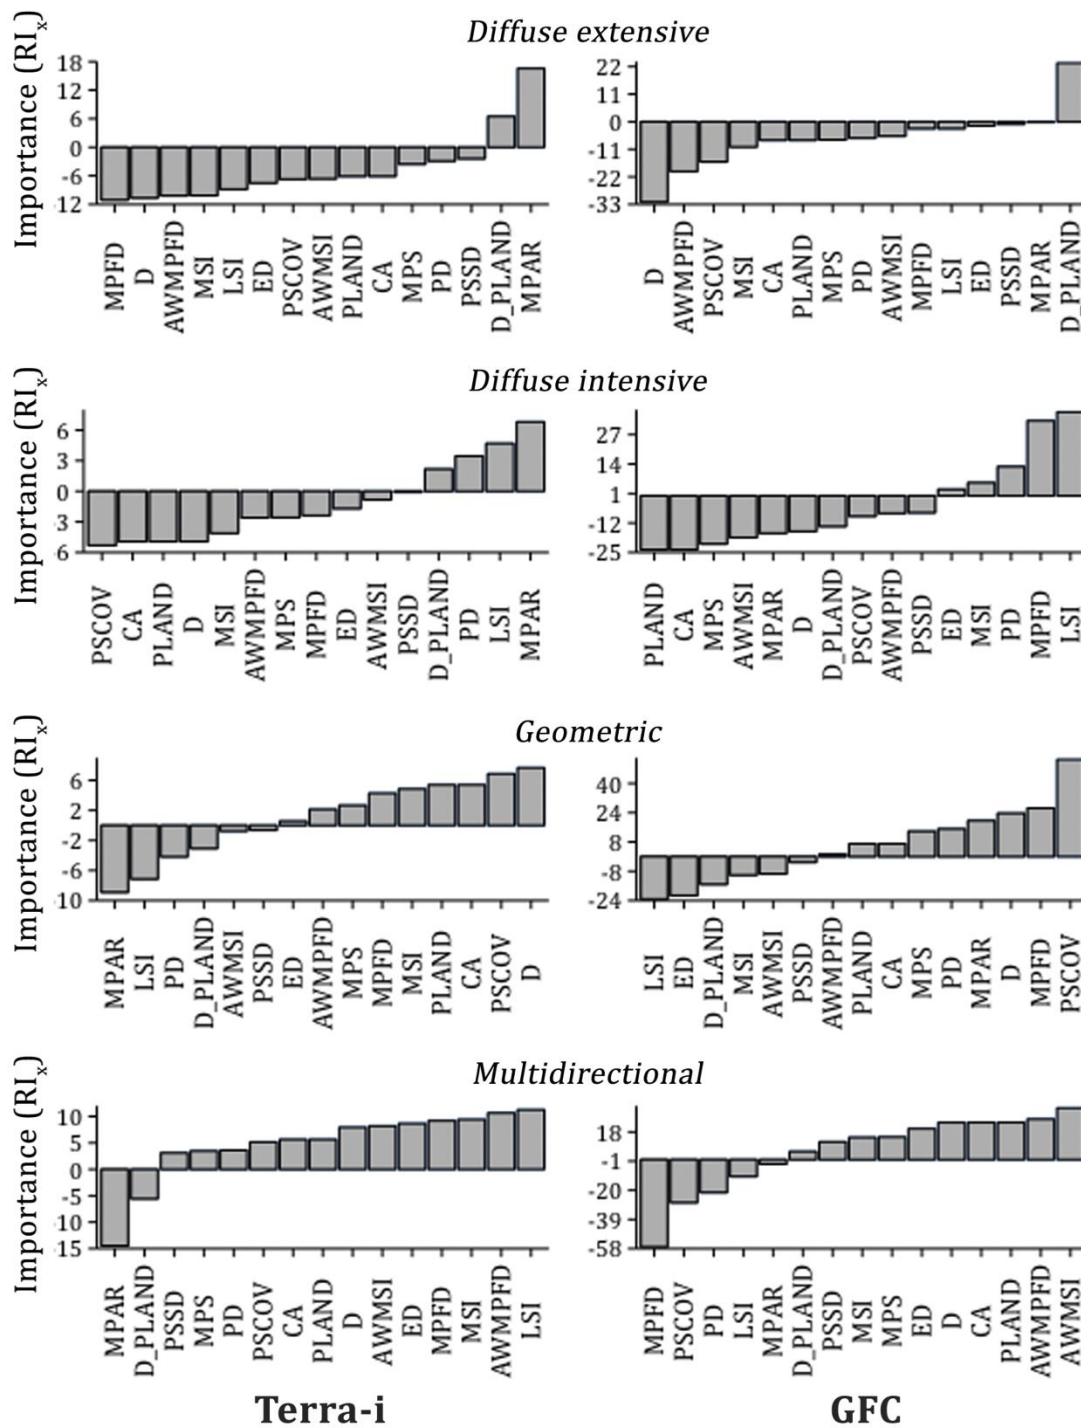 Diffuse extensive
Importance (RIx)
18
12
6
0
-6
12
MPFD D AWMPFD MSI LSI ED PSCOV AWMSI PLAND CA MPS PD PSSD D_PLAND MPAR
22
11
0
-11
-22
-33
D AWMPFD PSCOV MSI CA PLAND MPS PD AWMSI MPFD LSI ED PSSD MPAR D_PLAND
Diffuse intensive
Importance (RIx)
6
3
0
-3
-6
PSCOV CA PLAND D MSI AWMPFD MPS MPFD ED AWMSI PSSD D_PLAND PD LSI MPAR
27
14
1
-12
-25
PLAND CA MPS AWMSI MPAR D D_PLAND PSCOV AWMPFD PSSD ED MSI PD MPFD LSI
Geometric
Importance (RIx)
6
2
-2
-6
10
MPAR LSI PD D_PLAND AWMSI PSSD ED AWMPFD MPS MPFD MSI PLAND CA PSCOV D
40
24
8
-8
-24
LSI ED D_PLAND MSI AWMSI PSSD AWMPFD PLAND CA MPS PD MPAR D MPFD PSCOV
Multidirectional
Importance (RIx)
10
5
0
-5
10
15
MPAR D_PLAND PSSD MPS PD PSCOV CA PLAND D AWMSI ED MPFD MSI AWMPFD LSI
18
-1
-20
-39
-58
MPFD PSCOV PD LSI MPAR D_PLAND PSSD MSI MPS ED D CA PLAND AWMPFD AWMSI
Terra-i
GFC